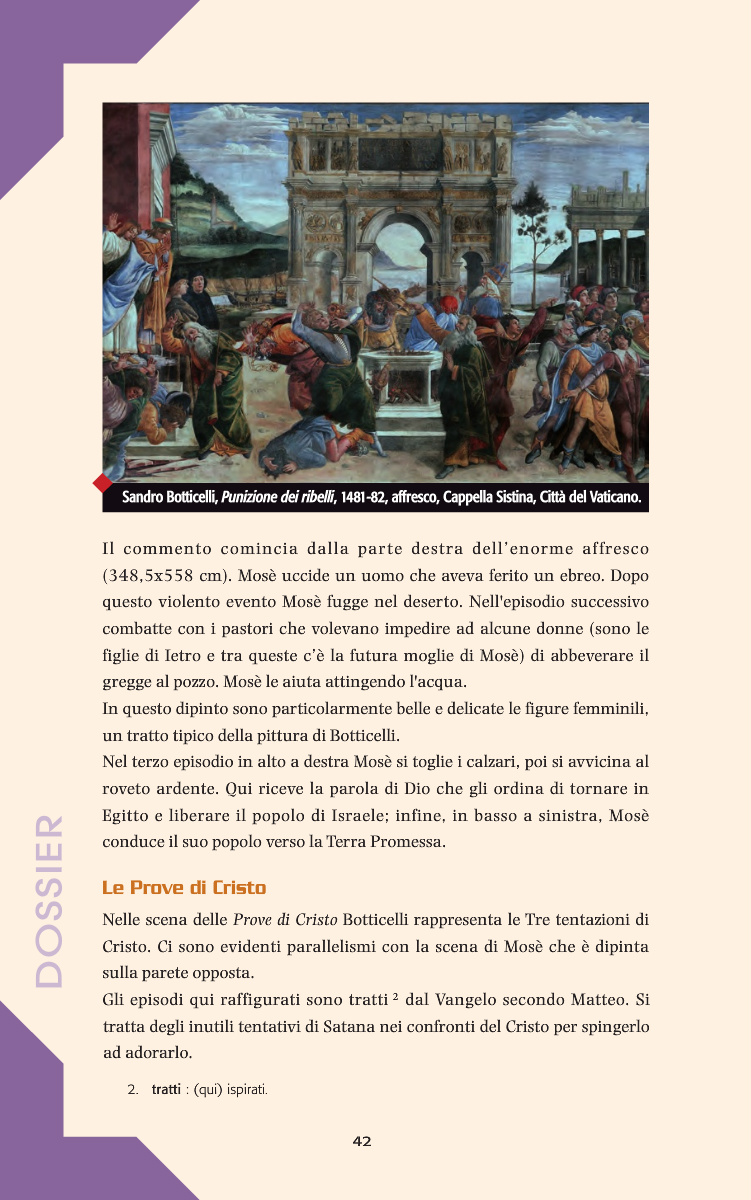 Sandro Botticelli, Punizione dei ribelli, 1481-82, affresco, Cappella Sistina, Città del Vaticano.
Il commento comincia dalla parte destra dell’enorme affresco
(348,5x558 cm). Mosè uccide un uomo che aveva ferito un ebreo. Dopo
questo violento evento Mosè fugge nel deserto. Nell'episodio successivo
combatte con i pastori che volevano impedire ad alcune donne (sono le
figlie di Ietro e tra queste c’è la futura moglie di Mosè) di abbeverare il
gregge al pozzo. Mosè le aiuta attingendo l'acqua.
In questo dipinto sono particolarmente belle e delicate le figure femminili,
un tratto tipico della pittura di Botticelli.
Nel terzo episodio in alto a destra Mosè si toglie i calzari, poi si avvicina al
roveto ardente. Qui riceve la parola di Dio che gli ordina di tornare in
Egitto e liberare il popolo di Israele; infine, in basso a sinistra, Mosè
conduce il suo popolo verso la Terra Promessa.
DOSSIER
Le Prove di Cristo
Nelle scena delle Prove di Cristo Botticelli rappresenta le Tre tentazioni di
Cristo. Ci sono evidenti parallelismi con la scena di Mosè che è dipinta
sulla parete opposta.
Gli episodi qui raffigurati sono tratti ² dal Vangelo secondo Matteo. Si
tratta degli inutili tentativi di Satana nei confronti del Cristo per spingerlo
ad adorarlo.
2. tratti : (qui) ispirati.
42